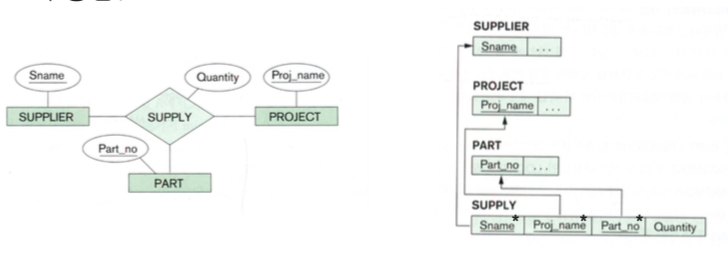 Sname
Quantity
Proj_name
SUPPLIER
SUPPLY
PROJECT
Part_no
PART
SUPPLIER
Sname ...
PROJECT
Proj_name ...
PART
Part_no ...
SUPPLY
Sname* Proj_name* Part_no* Quantity